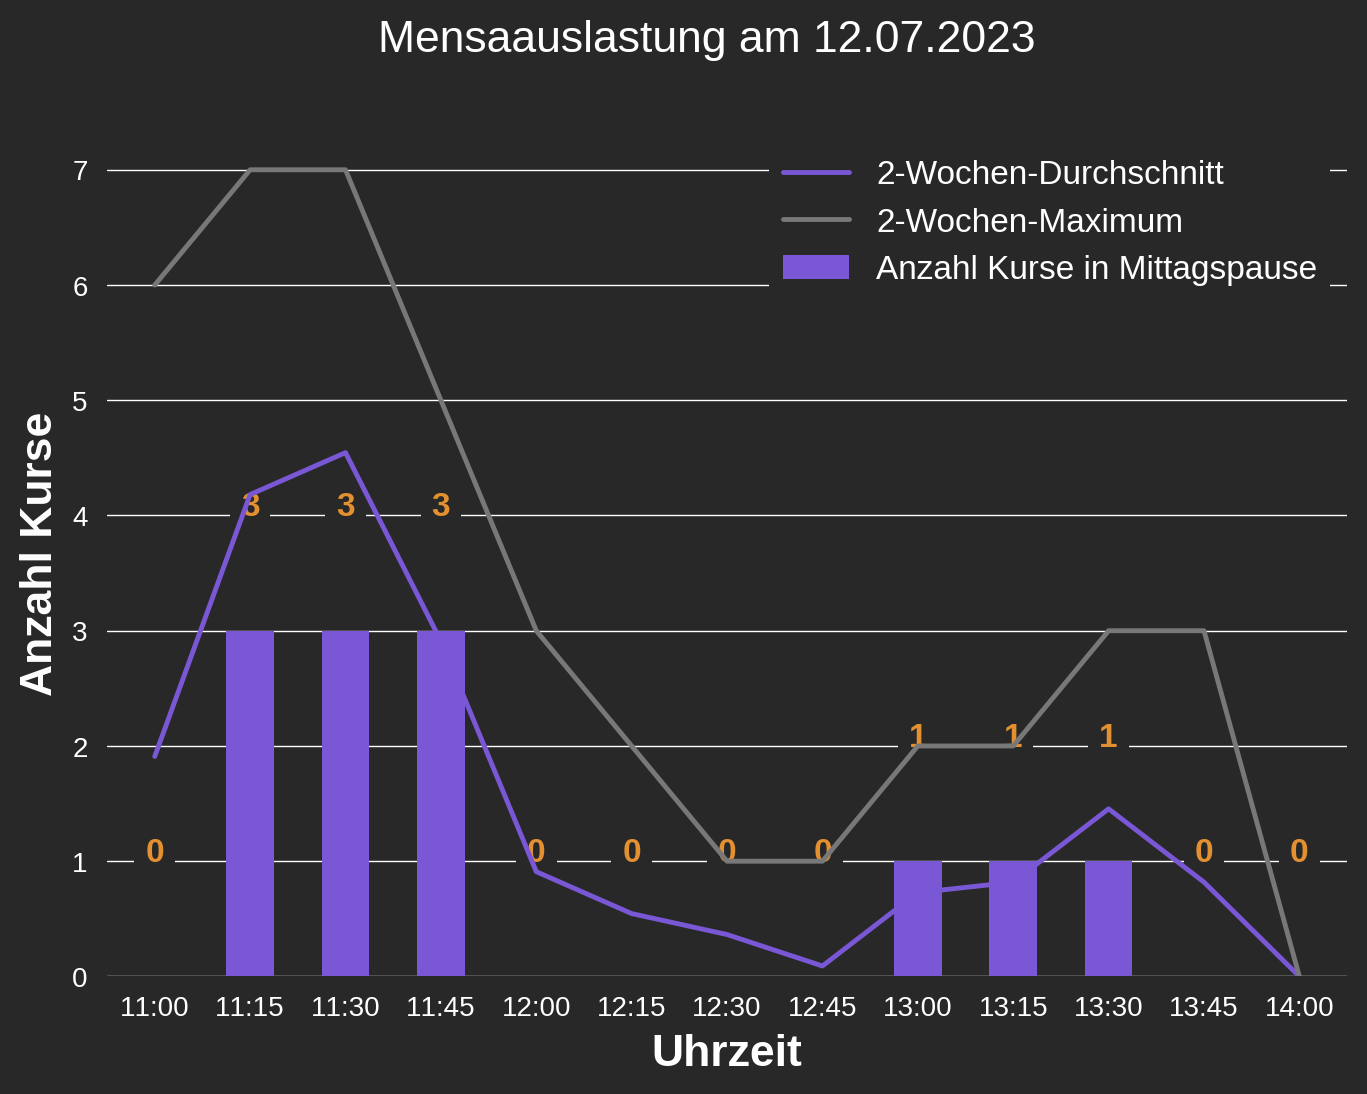 Mensaauslastung am 12.07.2023
2-Wochen-Durchschnitt
2-Wochen-Maximum
Anzahl Kurse in Mittagspause
Anzahl Kurse
7
6
5
4
3
2
1
0
3 3 3
1 1 1
0 0 0 0 0 0 0
11:00 11:15 11:30 11:45 12:00 12:15 12:30 12:45 13:00 13:15 13:30 13:45 14:00
Uhrzeit